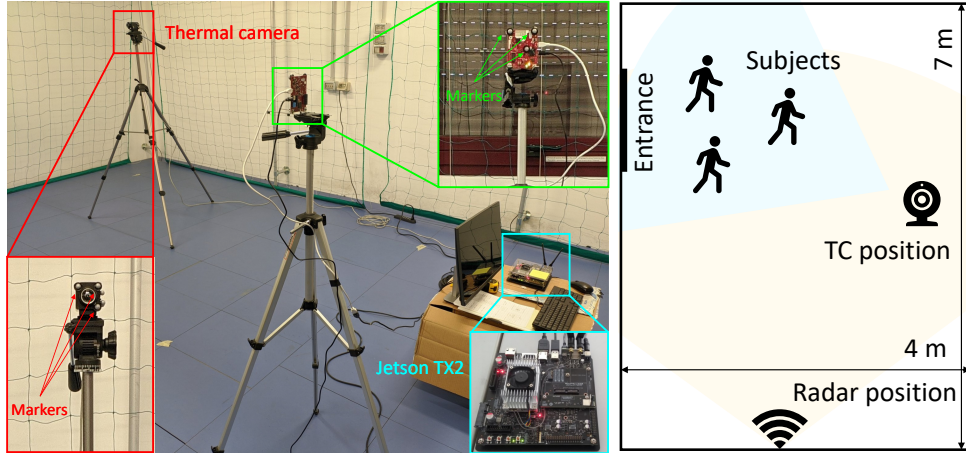 Thermal camera
Markers
Markers
Jetson TX2
Subjects
7 m
Entrance
TC position
4 m
Radar position